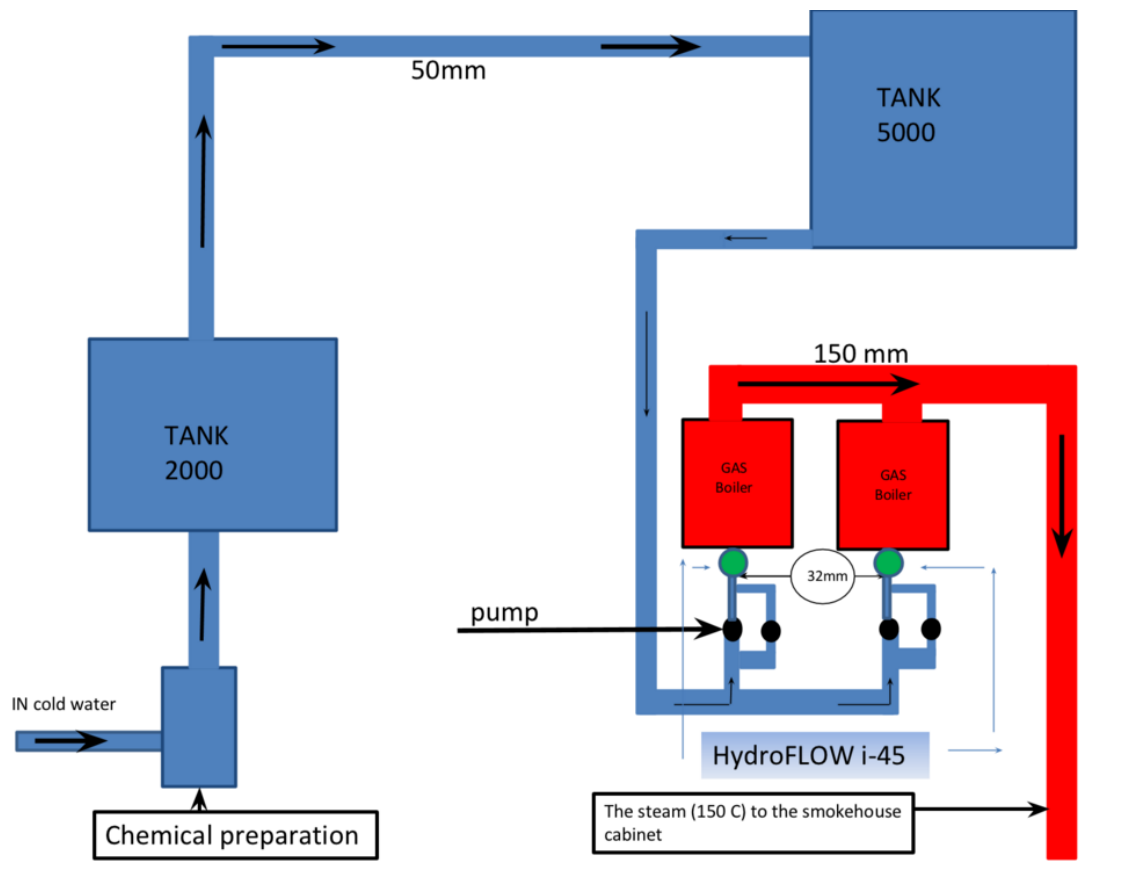 50mm
TANK
5000
150 mm
TANK
2000
GAS
Boiler
GAS
Boiler
32mm
pump
IN cold water
HydroFLOW i-45
The steam (150 C) to the smokehouse
cabinet
Chemical preparation